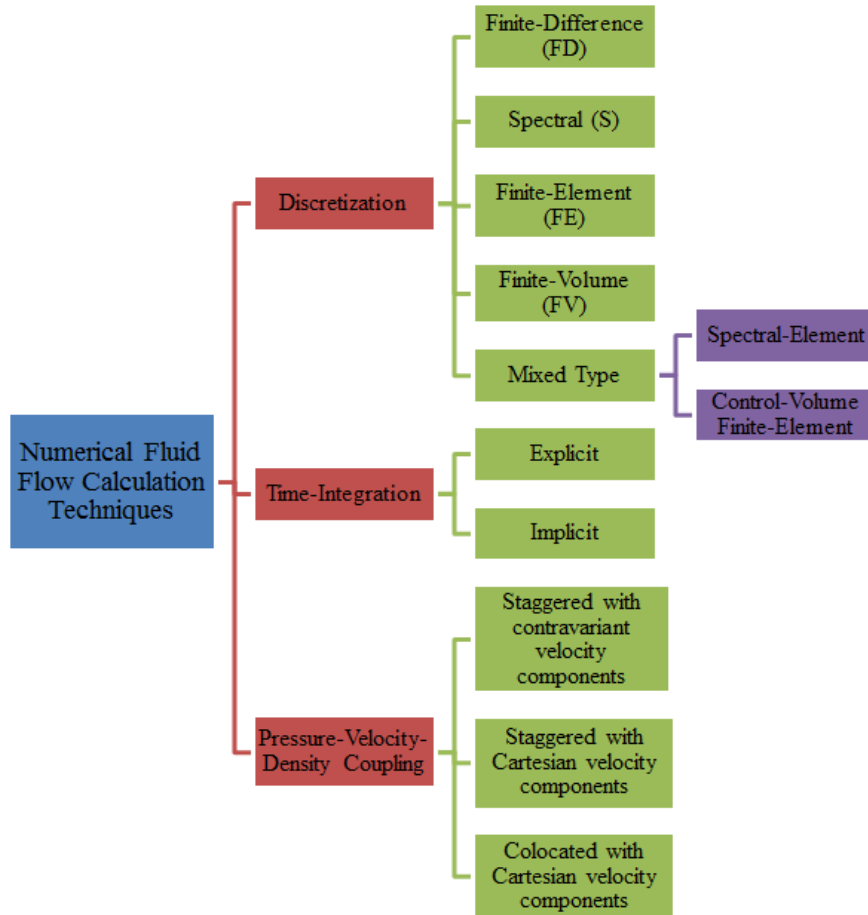 Finite-Difference
(FD)
Spectral (S)
Discretization
Finite-Element
(FE)
Finite-Volume
(FV)
Spectral-Element
Mixed Type
Control-Volume
Finite-Element
Numerical Fluid
Flow Calculation
Techniques
Explicit
Time-Integration
Implicit
Staggered with
contravariant
velocity
components
Pressure-Velocity-
Density Coupling
Staggered with
Cartesian velocity
components
Colocated with
Cartesian velocity
components